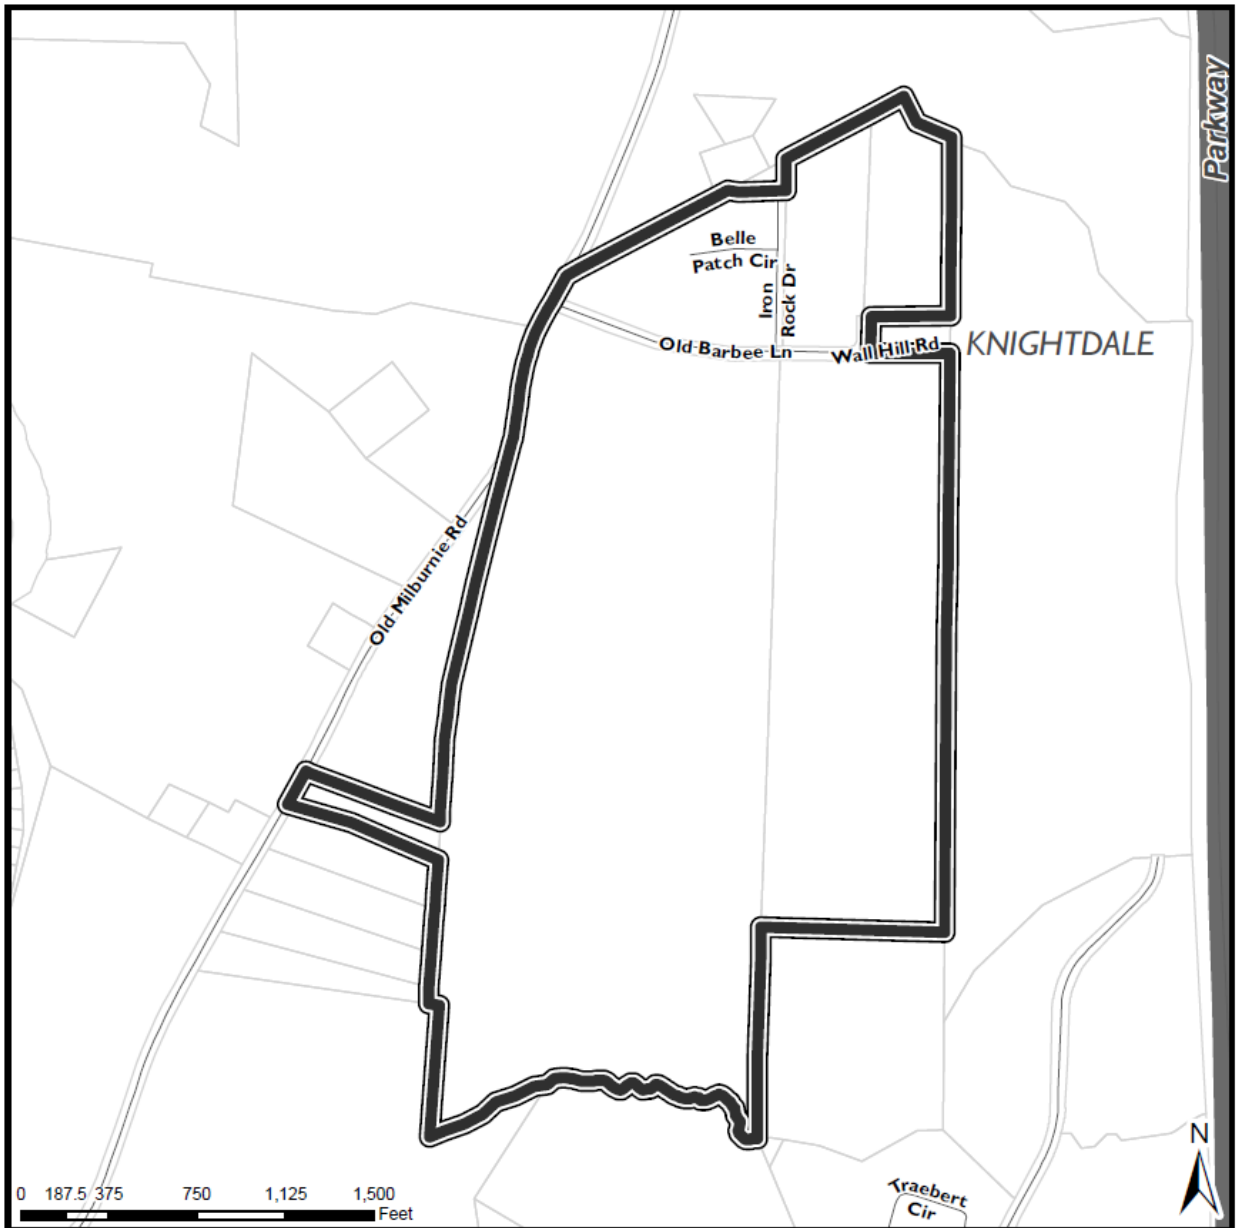 Parkway
Belle
Patch Cir
Iron
Rock Dr
Old Barbee Ln
Wall Hill Rd
KNIGHTDALE
Old Milburnie Rd
N
0 187.5 375 750 1,125 1,500
Feet
Traebert
Cir